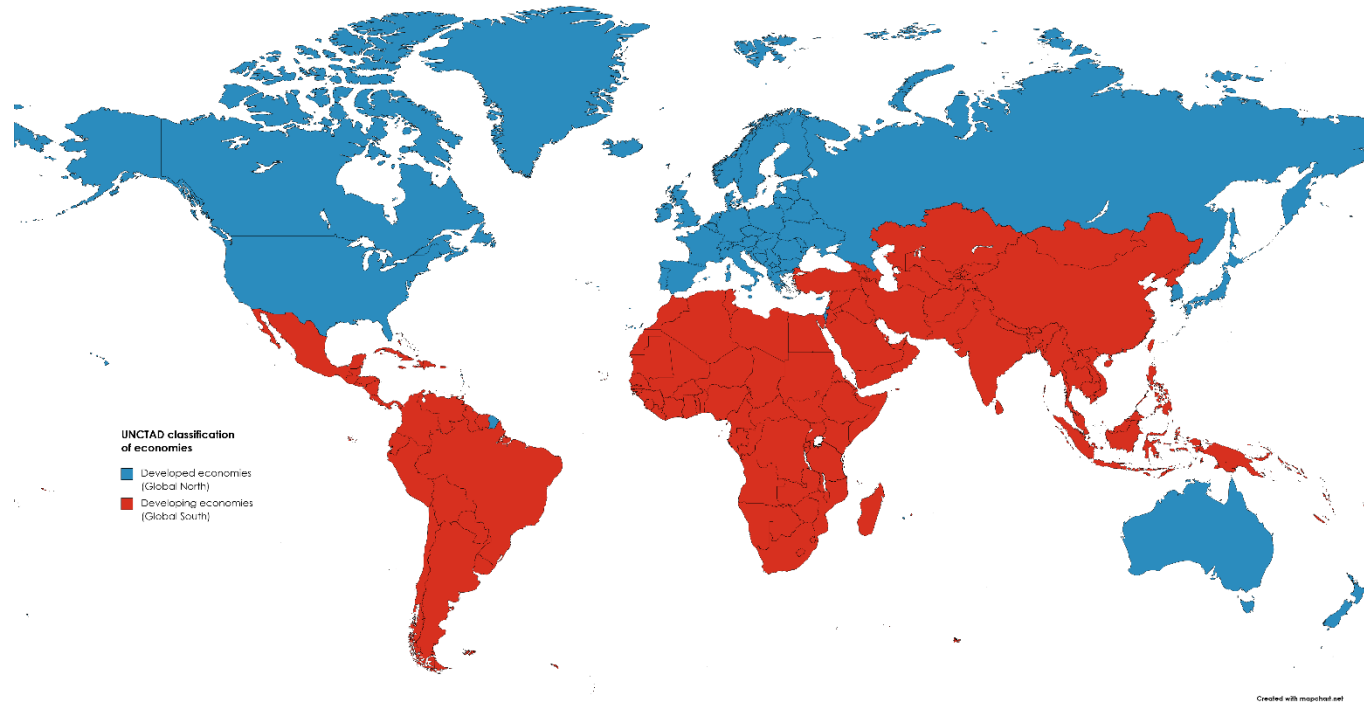 UNCTAD classification
of economies
Developed economies
(Global North)
Developing economies
(Global South)
Created with mapchart.net